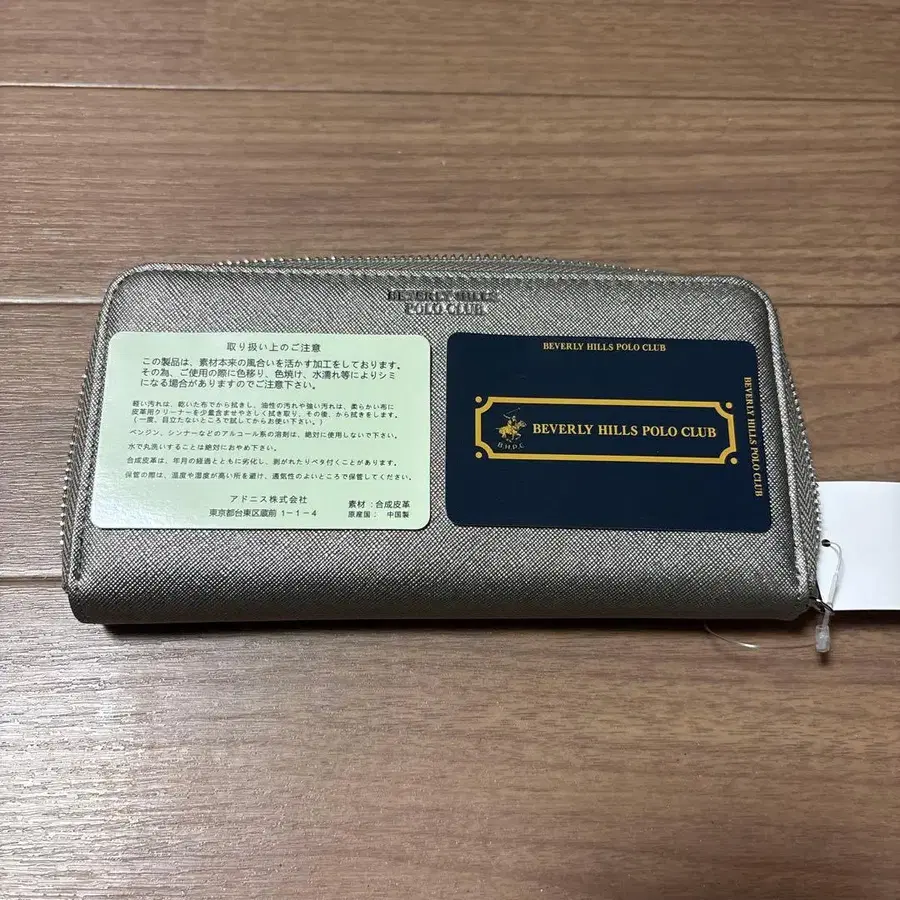 BEVERLY HILLS
POLO CLUB
取り扱い上のご注意
この製品は、素材本来の風合いを活かす加工をしております。
その為、ご使用の際に色移り、色焼け、水濡れ等によりシミ
になる場合がありますのでご注意下さい。
軽い汚れは、乾いた布でから拭きし、油性の汚れや強い汚れは、柔らかい布に
皮革用クリーナーを少量含ませやさしく拭き取り、その後、から拭きをします。
(一度、目立たないところで試してからお使い下さい。)
ベンジン、シンナーなどのアルコール系の溶剤は、絶対に使用しないで下さい。
水で丸洗いすることは絶対におやめ下さい。
合成皮革は、年月の経過とともに劣化し、剥がれたりベタ付くことがあります。
保管の際は、温度や湿度が高い所を避け、通気性のよいところで保管してください。
アドニス株式会社
東京都台東区蔵前 1-1-4
素材：合成皮革
原産国： 中国製
BEVERLY HILLS POLO CLUB
B.H.P.C
BEVERLY HILLS POLO CLUB
BEVERLY HILLS POLO CLUB